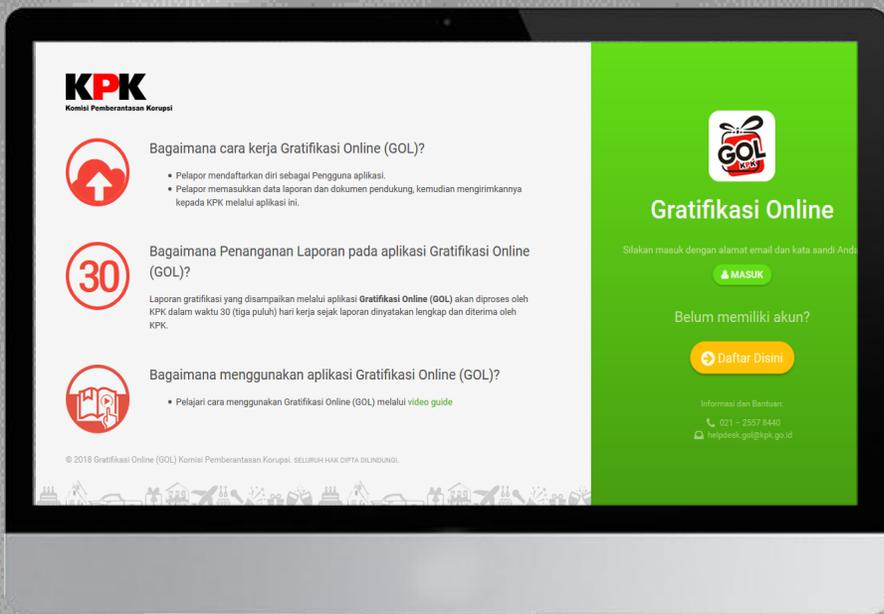 KPK
Komisi Pemberantasan Korupsi
Bagaimana cara kerja Gratifikasi Online (GOL)?
• Pelapor mendaftarkan diri sebagai Pengguna aplikasi.
• Pelapor memasukkan data laporan dan dokumen pendukung, kemudian mengirimkannya
kepada KPK melalui aplikasi ini.
30
Bagaimana Penanganan Laporan pada aplikasi Gratifikasi Online
(GOL)?
Laporan gratifikasi yang disampaikan melalui aplikasi Gratifikasi Online (GOL) akan diproses oleh
KPK dalam waktu 30 (tiga puluh) hari kerja sejak laporan dinyatakan lengkap dan diterima oleh
KPK.
Bagaimana menggunakan aplikasi Gratifikasi Online (GOL)?
• Pelajari cara menggunakan Gratifikasi Online (GOL) melalui video guide
© 2018 Gratifikasi Online (GOL) Komisi Pemberantasan Korupsi. SELURUH HAK CIPTA DILINDUNGI.
GOL
KPK
Gratifikasi Online
Silakan masuk dengan alamat email dan kata sandi Anda
MASUK
Belum memiliki akun?
Daftar Disini
Informasi dan Bantuan:
021 – 2557 8440
helpdesk.gol@kpk.go.id